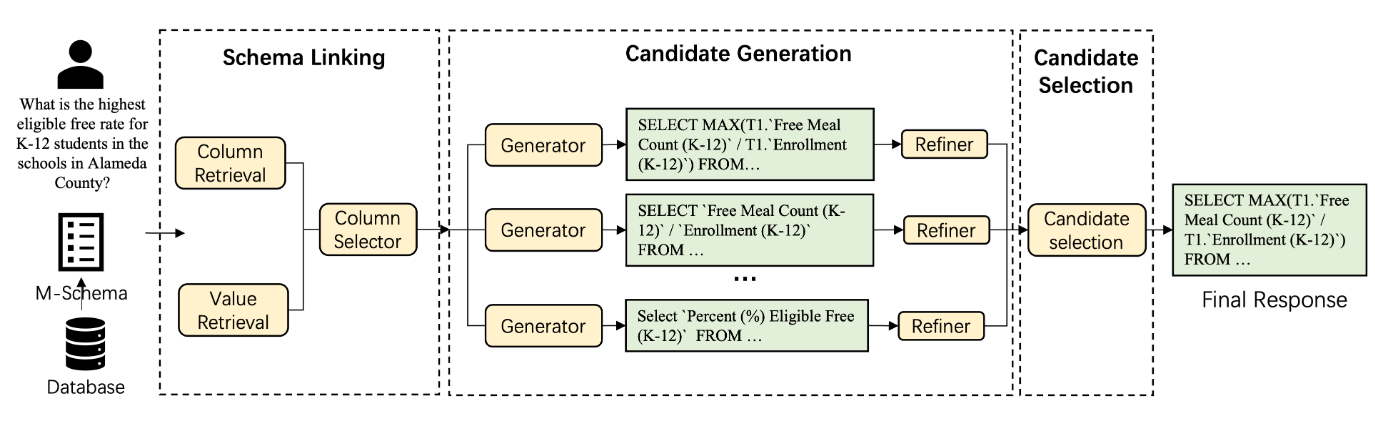 What is the highest
eligible free rate for
K-12 students in the
schools in Alameda
County?
M-Schema
Database
Schema Linking
Column
Retrieval
Value
Retrieval
Column
Selector
Candidate Generation
Generator
SELECT MAX(T1.`Free Meal
Count (K-12)` / T1.`Enrollment
(K-12)`) FROM…
Refiner
Generator
SELECT `Free Meal Count (K-
12)` / `Enrollment (K-12)`
FROM …
Refiner
...
Generator
Select `Percent (%) Eligible Free
(K-12)` FROM …
Refiner
Candidate
Selection
Candidate
selection
SELECT MAX(T1.`Free
Meal Count (K-12)` /
T1.`Enrollment (K-12)`)
FROM …
Final Response